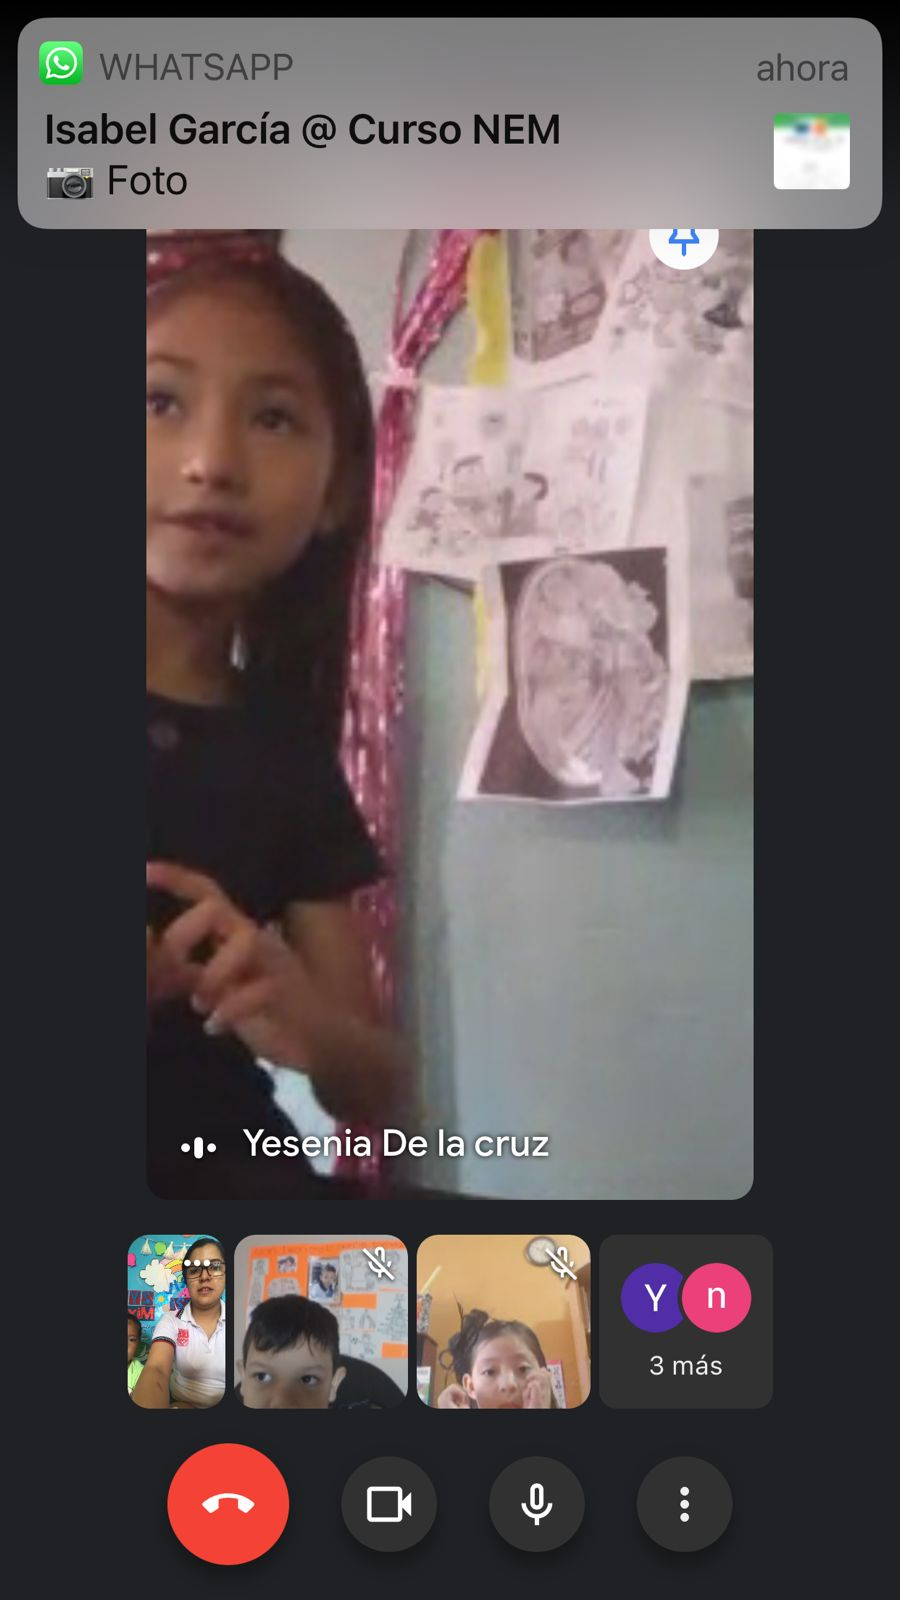 WHATSAPP
ahora
Isabel García @ Curso NEM
📷 Foto
Yesenia De la cruz
Y
n
3 más